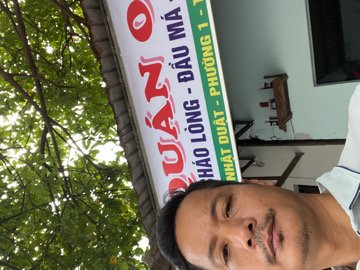 QUÁN O
HÁO LÒNG - ĐẦU MÁ -
NHẬT DUẬT - PHƯỜNG 1 - T